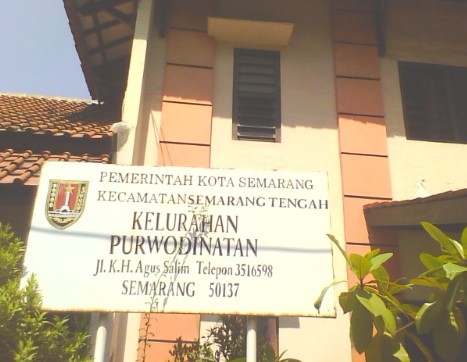 PEMERINTAH KOTA SEMARANG
KECAMATAN SEMARANG TENGAH
KELURAHAN
PURWODINATAN
Jl. K.H. Agus Salim Telepon 3516598
SEMARANG 50137